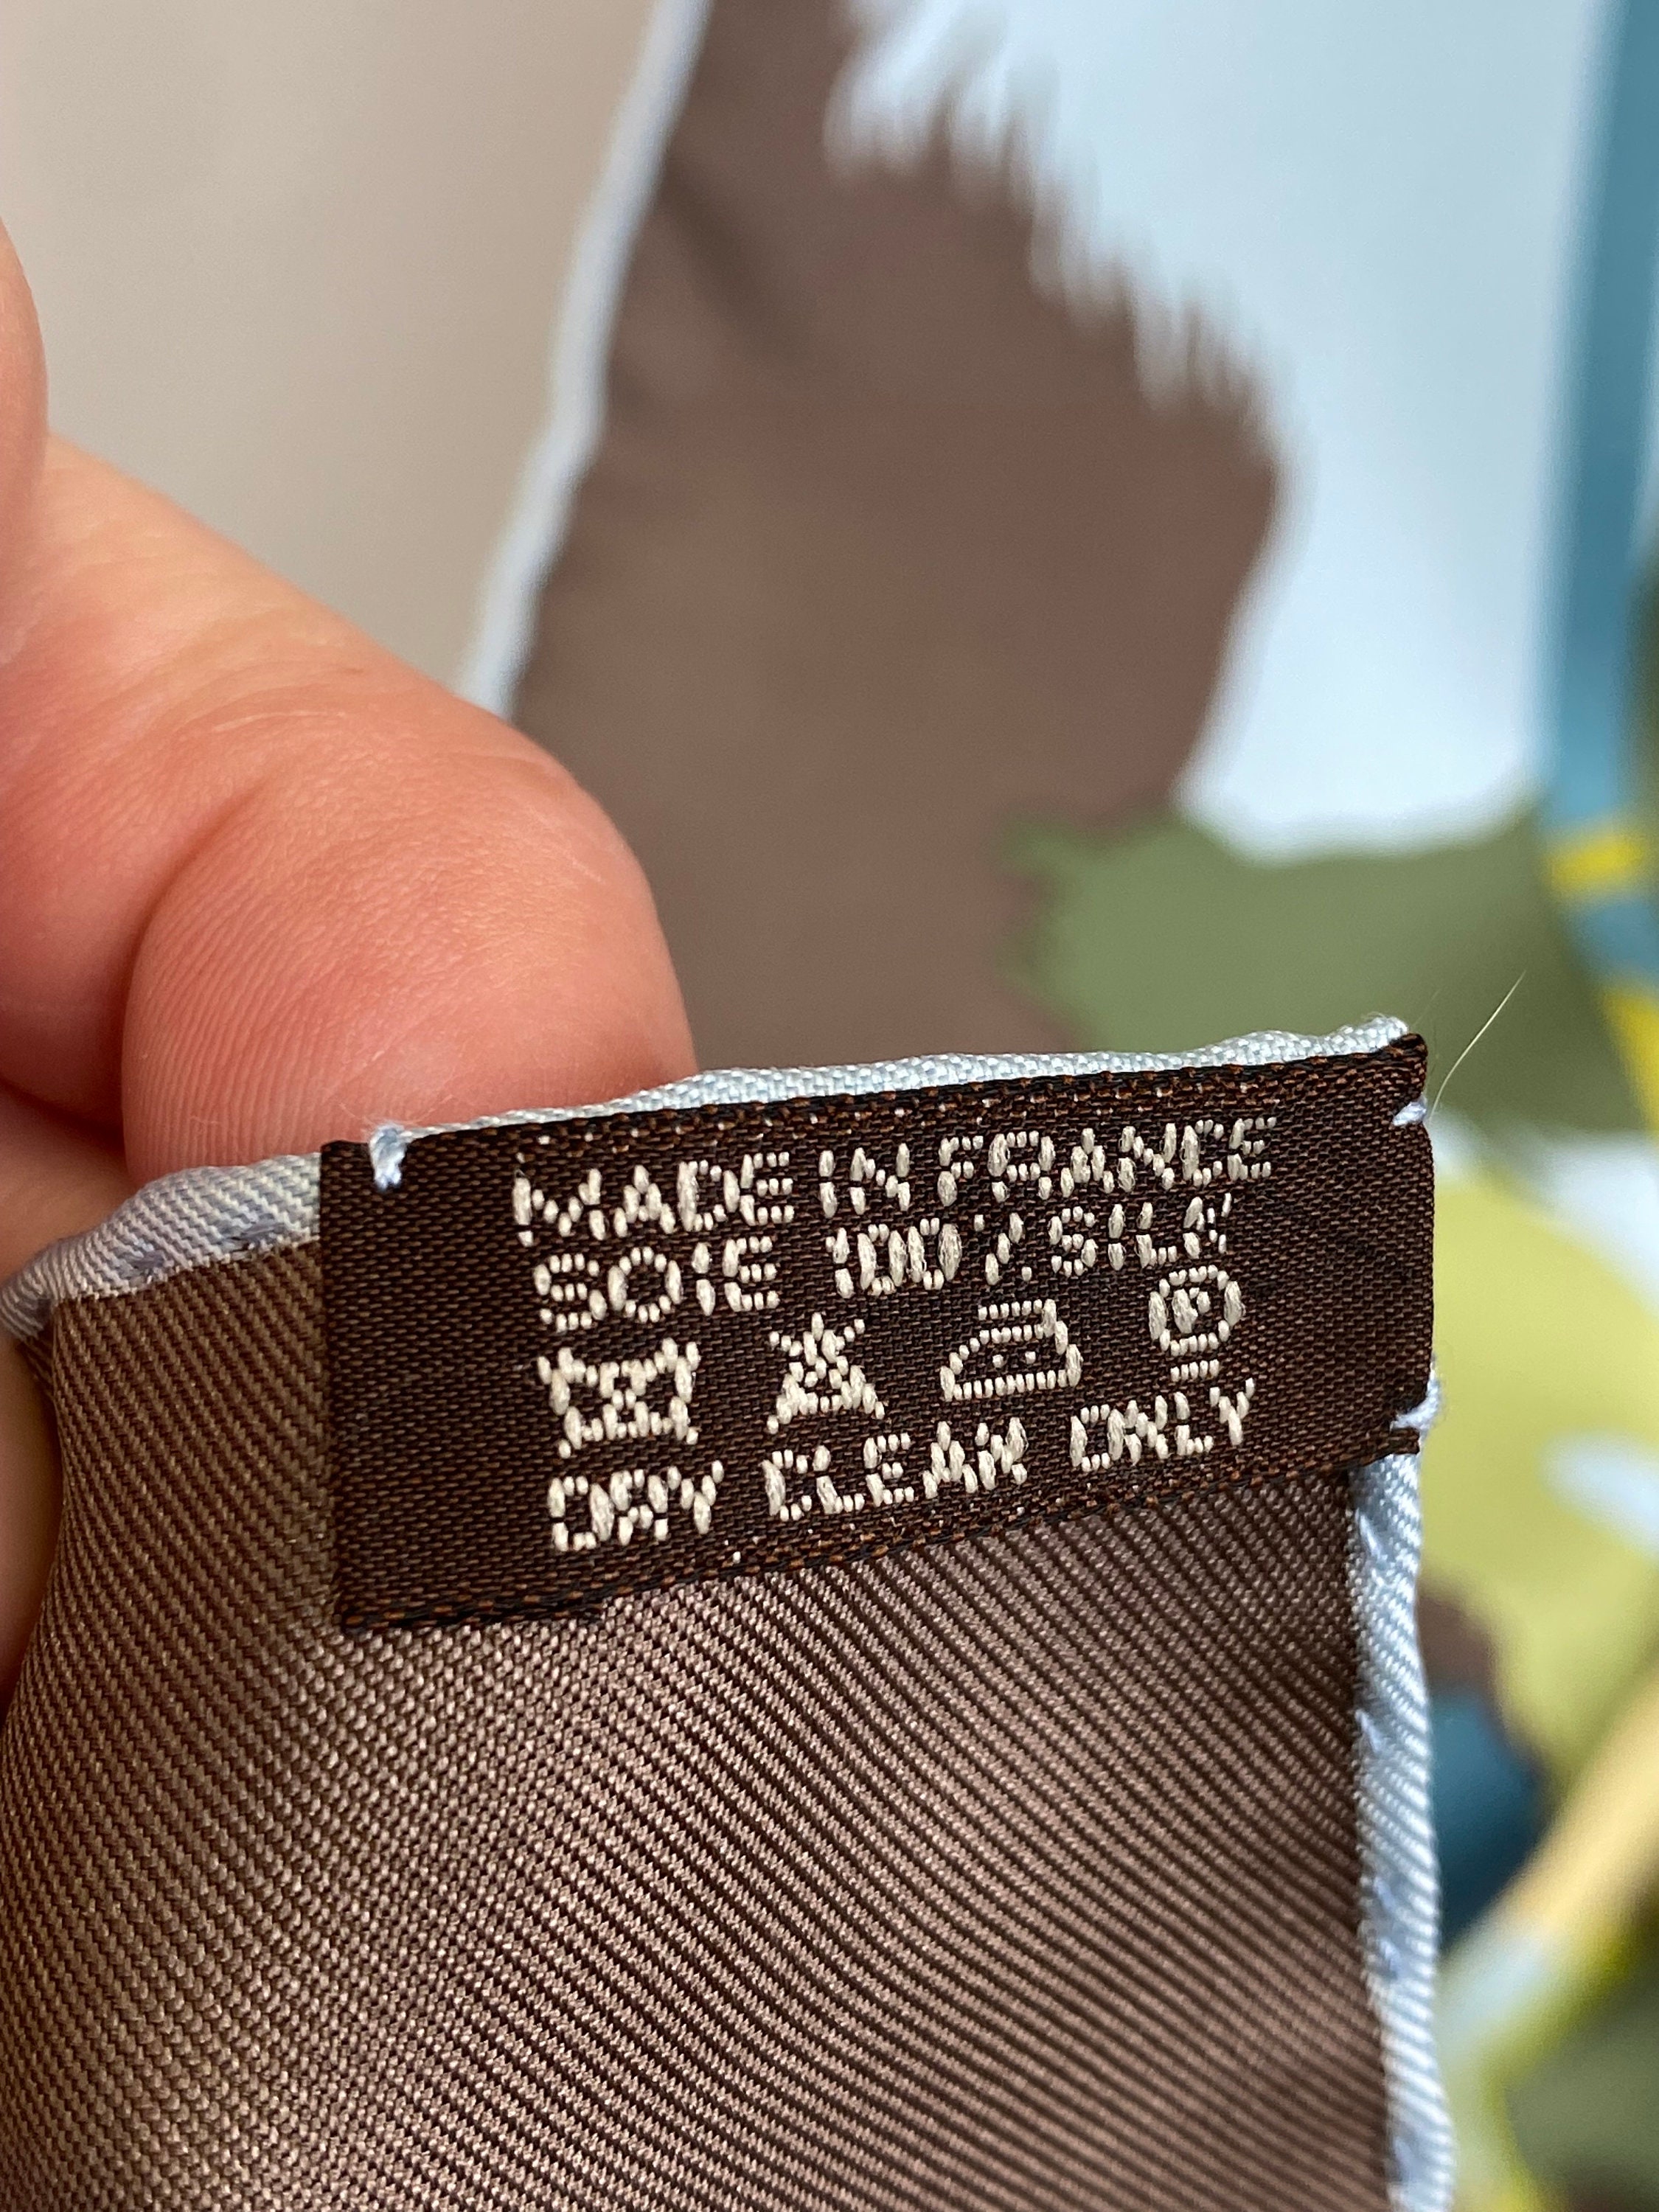 MADE IN FRANCE
SOIE 100% SILK
P
DRY CLEAN ONLY